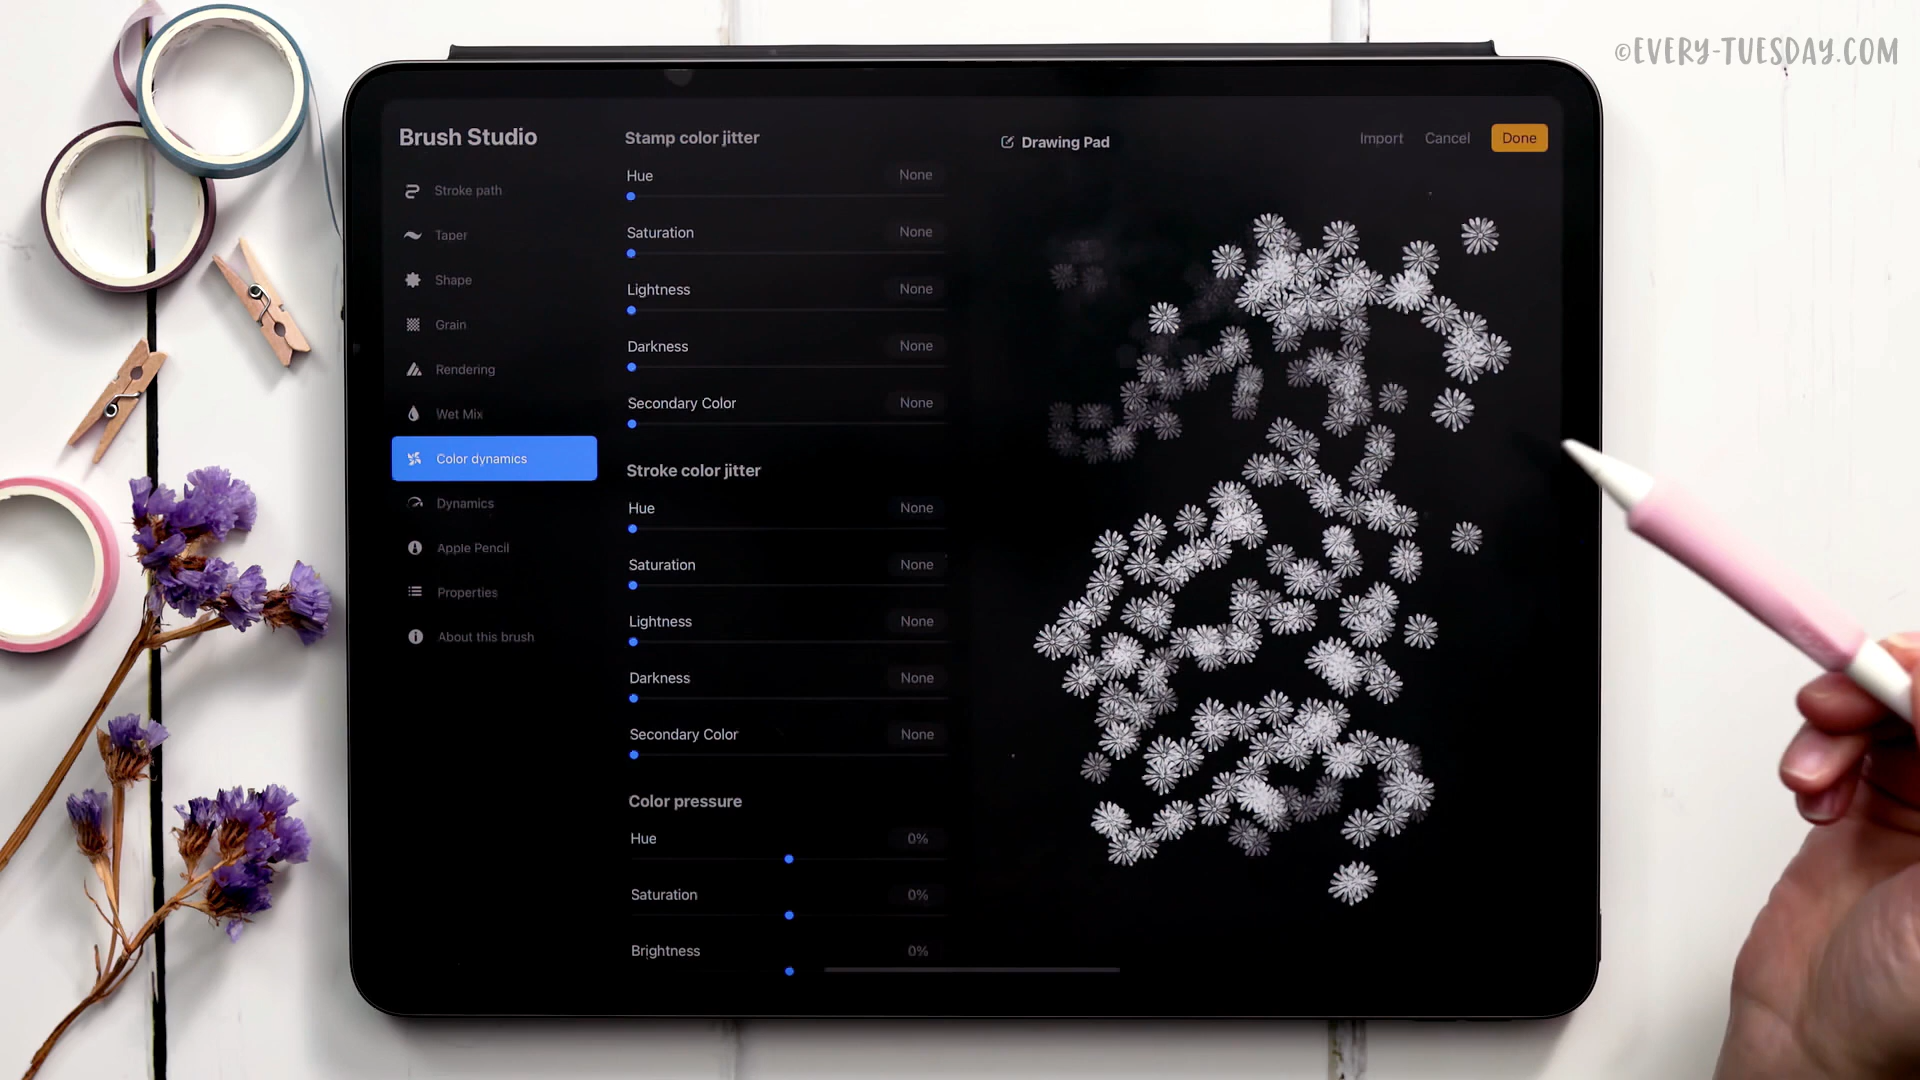 ©EVERY-TUESDAY.COM
Brush Studio
Stroke path
Taper
Shape
Grain
Rendering
Wet Mix
Color dynamics
Dynamics
Apple Pencil
Properties
About this brush
Stamp color jitter
Hue None
Saturation None
Lightness None
Darkness None
Secondary Color None
Stroke color jitter
Hue None
Saturation None
Lightness None
Darkness None
Secondary Color None
Color pressure
Hue 0%
Saturation 0%
Brightness 0%
Drawing Pad
Import Cancel Done